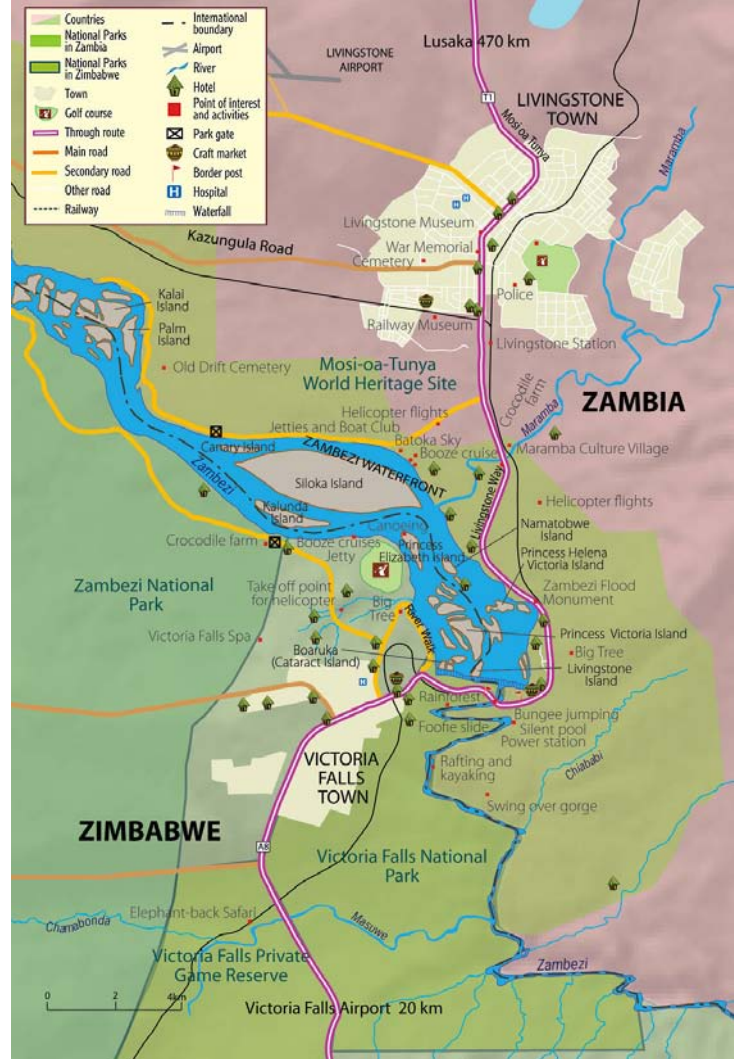 Countries
National Parks
in Zambia
National Parks
in Zimbabwe
Town
Golf course
Through route
Main road
Secondary road
Other road
Railway
International
boundary
Airport
River
Hotel
Point of interest
and activities
Park gate
Craft market
Border post
H
Hospital
Waterfall
Lusaka 470 km
LIVINGSTONE
AIRPORT
T1
LIVINGSTONE
TOWN
Mosi oa Tunya
Maramba
H
H
Livingstone Museum
War Memorial
Kazungula Road
Cemetery
Police
Railway Museum
Livingstone Station
Kalai
Island
Palm
Island
Old Drift Cemetery
Mosi-oa-Tunya
World Heritage Site
Crocodile
farm
ZAMBIA
Helicopter flights
Jetties and Boat Club
Maramba
Canary Island
ZAMBEZI WATERFRONT
Batoka Sky
Booze cruise
Maramba Culture Village
Zambezi
Siloka Island
Livingstone Way
Helicopter flights
Kalunda
Island
Namatobwe
Island
Canoeing
Crocodile farm
Booze cruises
Jetty
Princess
Elizabeth Island
Princess Helena
Victoria Island
Zambezi National
Park
Take off point
for helicopter
Big
Tree
River Walk
Zambezi Flood
Monument
Victoria Falls Spa
Princess Victoria Island
Boaruka
(Cataract Island)
Big Tree
Livingstone
Island
H
Rainforest
Foofie slide
Bungee jumping
Silent pool
Power station
VICTORIA
FALLS
TOWN
Rafting and
kayaking
Chiababi
Swing over gorge
ZIMBABWE
A8
Victoria Falls National
Park
Elephant-back Safari
Chamabonda
Masuwe
Victoria Falls Private
Game Reserve
Zambezi
0 2 4km
Victoria Falls Airport 20 km